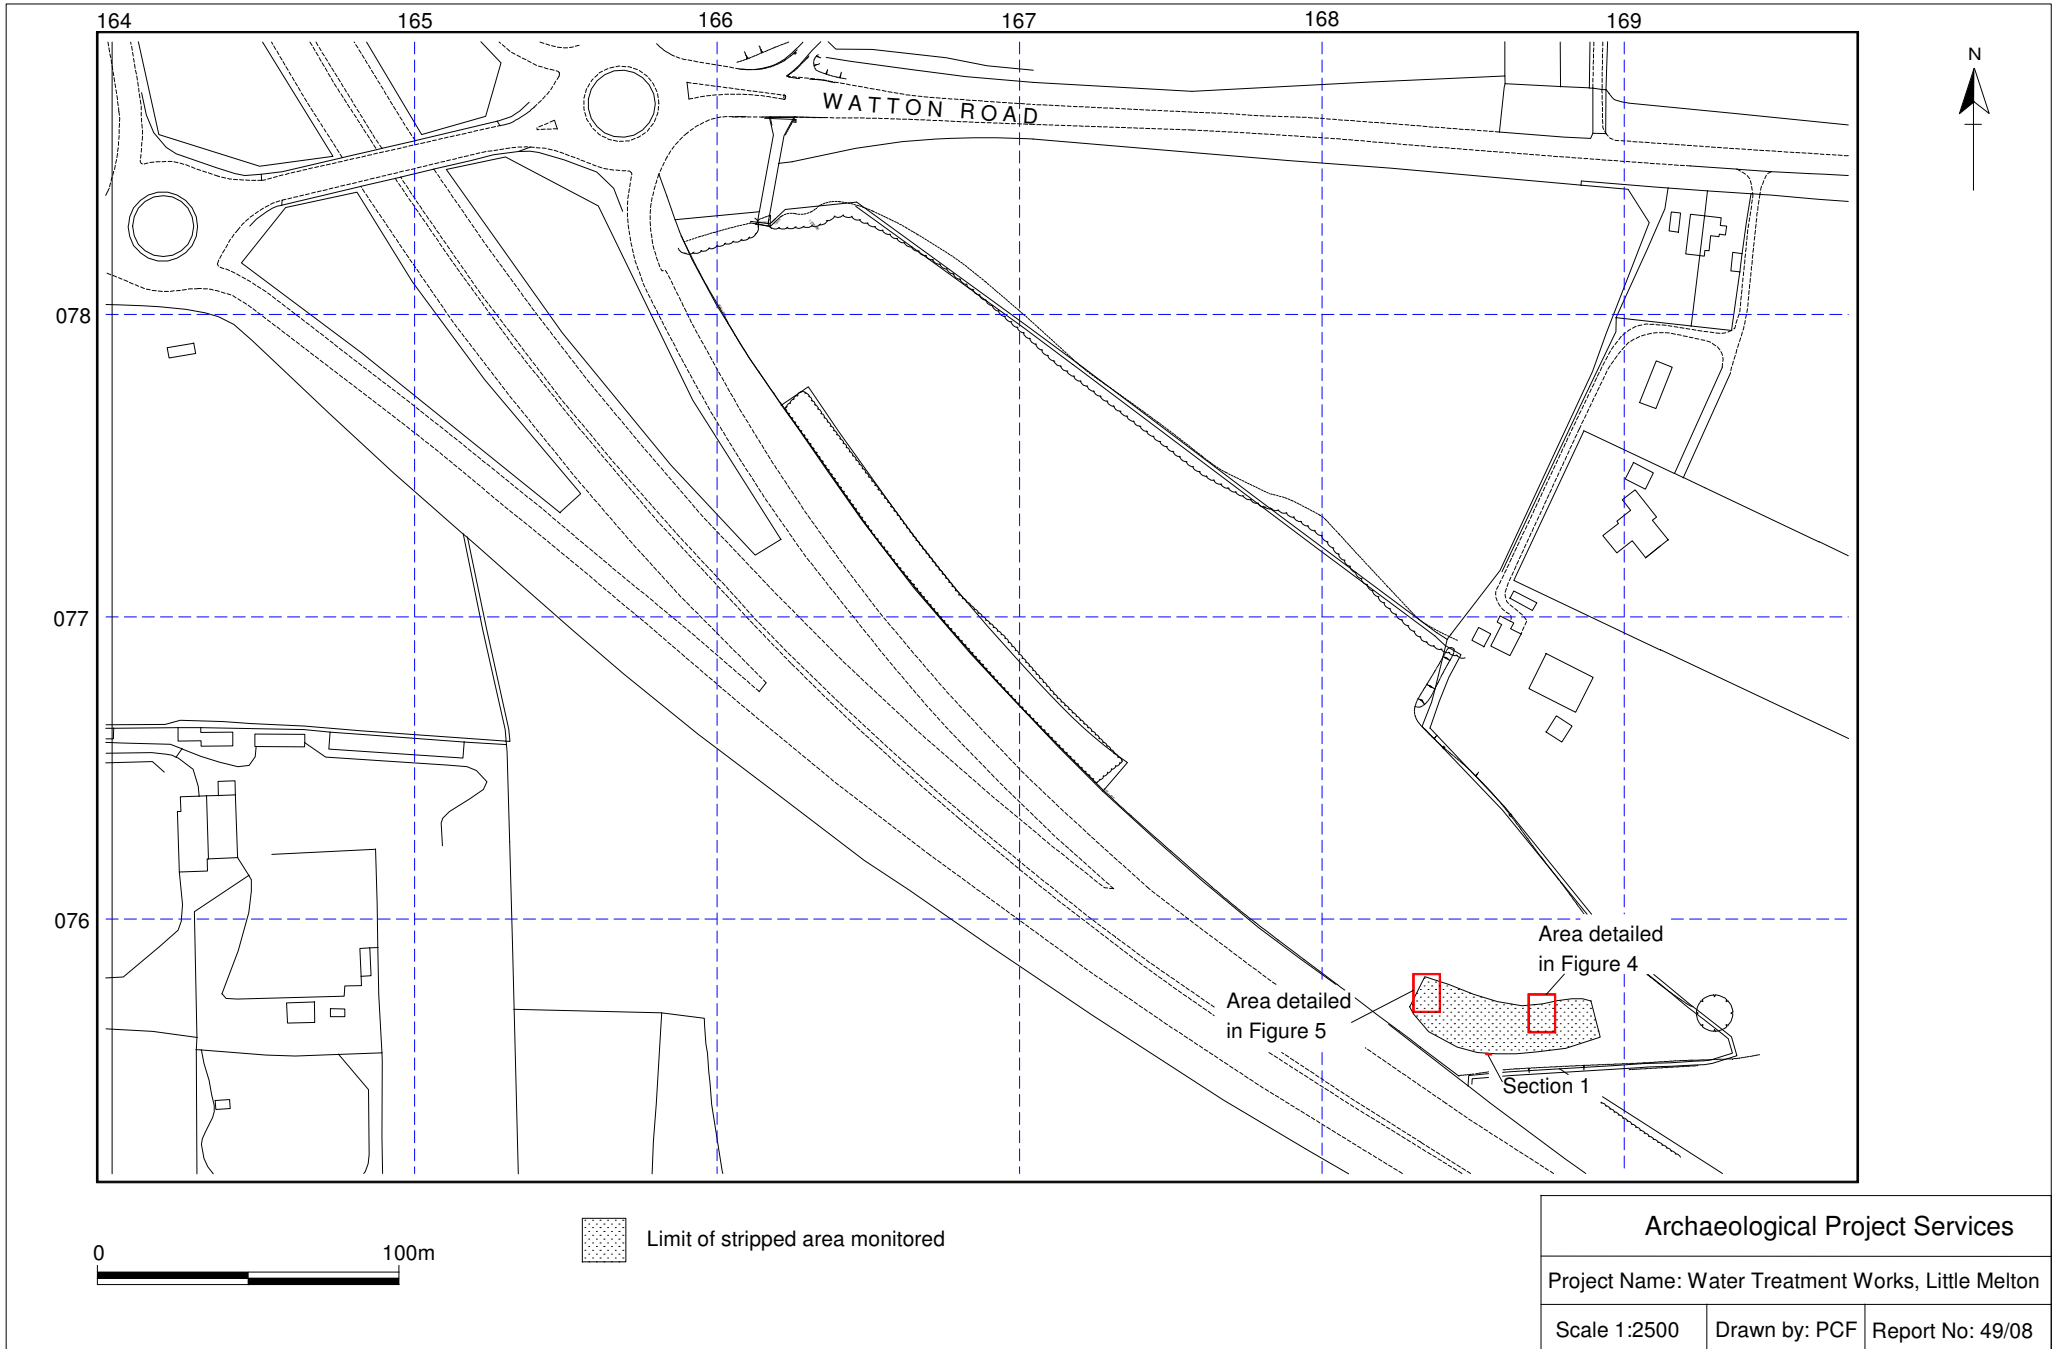 164 165 166 167 168 169
N
WATTON ROAD
078
077
076
Area detailed
in Figure 4
Area detailed
in Figure 5
Section 1
0 100m
Limit of stripped area monitored
Archaeological Project Services
Project Name: Water Treatment Works, Little Melton
Scale 1:2500 Drawn by: PCF Report No: 49/08